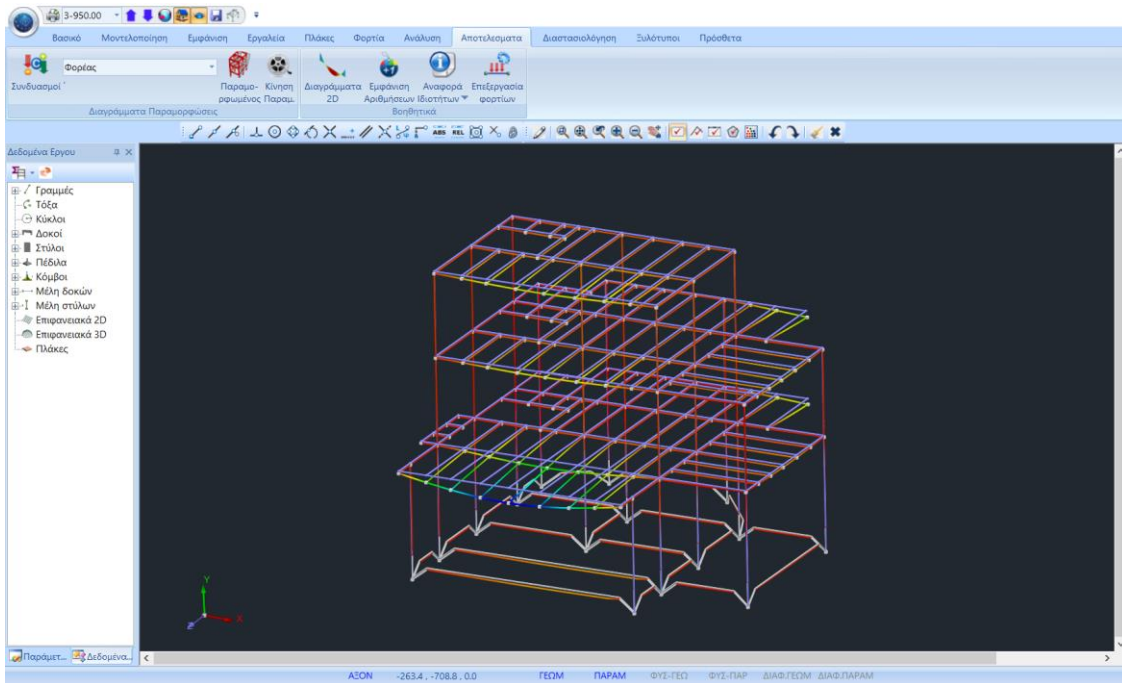 3-950.00
Βασικό Μοντελοποίηση Εμφάνιση Εργαλεία Πλάκες Φορτία Ανάλυση Αποτελεσματα Διαστασιολόγηση Ξυλότυποι Πρόσθετα
Φορέας
Συνδυασμοί Παραμο- Κίνηση Διαγράμματα Εμφάνιση Αναφορά Επεξεργασία
ρφωμένος Παραμ. 2D Αριθμήσεων Ιδιοτήτων φορτίων
Διαγράμματα Παραμορφώσεις Βοηθητικά
ABS REL
Δεδομένα Εργου
Γραμμές
Τόξα
Κύκλοι
Δοκοί
Στύλοι
Πέδιλα
Κόμβοι
Μέλη δοκών
Μέλη στύλων
Επιφανειακά 2D
Επιφανειακά 3D
Πλάκες
Y
X
Z
Παράμετ... Δεδομένα...
ΑΞΟΝ -263.4 , -708.8 , 0.0 ΓΕΩΜ ΠΑΡΑΜ ΦΥΣ-ΓΕΩ ΦΥΣ-ΠΑΡ ΔΙΑΦ.ΓΕΩΜ ΔΙΑΦ.ΠΑΡΑΜ